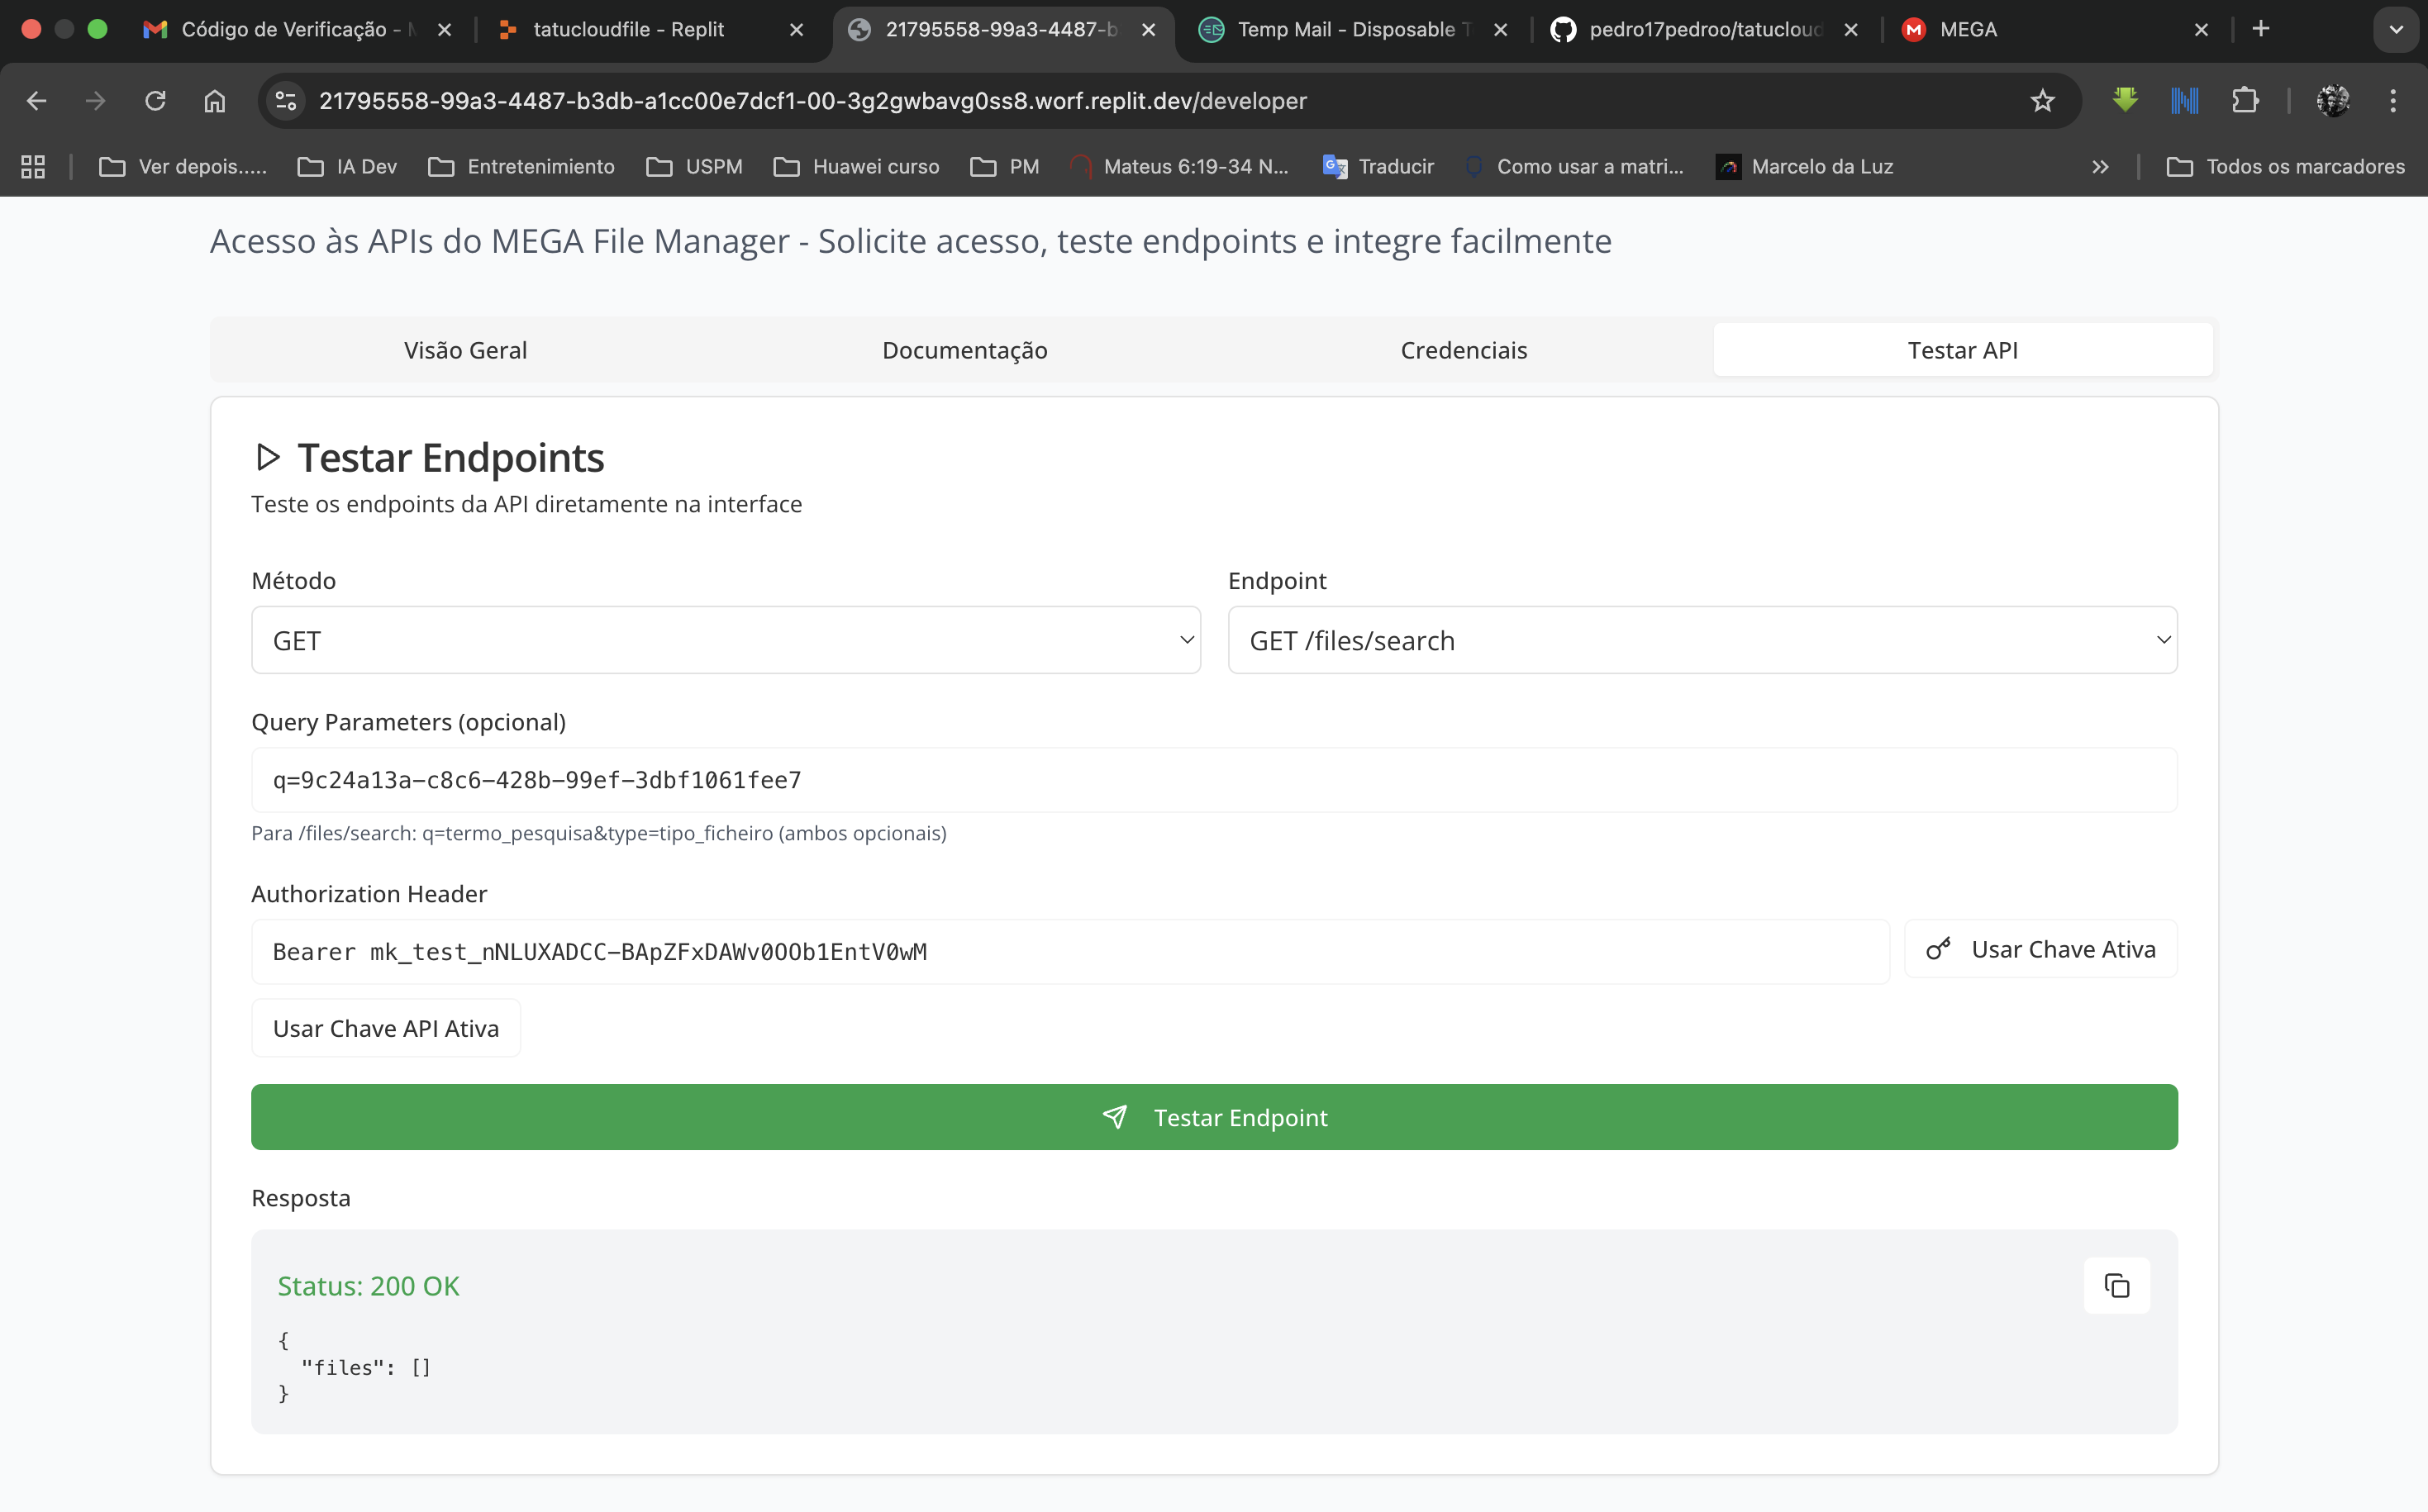 Código de Verificação -
tatucloudfile - Replit
21795558-99a3-4487-b
Temp Mail - Disposable T
pedro17pedroo/tatucloud
MEGA
21795558-99a3-4487-b3db-a1cc00e7dcf1-00-3g2gwbavg0ss8.worf.replit.dev/developer
Ver depois.....
IA Dev
Entretenimiento
USPM
Huawei curso
PM
Mateus 6:19-34 N...
Traducir
Como usar a matri...
Marcelo da Luz
Todos os marcadores
Acesso às APIs do MEGA File Manager - Solicite acesso, teste endpoints e integre facilmente
Visão Geral
Documentação
Credenciais
Testar API
Testar Endpoints
Teste os endpoints da API diretamente na interface
Método
Endpoint
GET
GET /files/search
Query Parameters (opcional)
q=9c24a13a-c8c6-428b-99ef-3dbf1061fee7
Para /files/search: q=termo_pesquisa&type=tipo_ficheiro (ambos opcionais)
Authorization Header
Bearer mk_test_nNLUXADCC-BApZFxDAWv0OOb1EntV0wM
Usar Chave Ativa
Usar Chave API Ativa
Testar Endpoint
Resposta
Status: 200 OK
{
"files": []
}